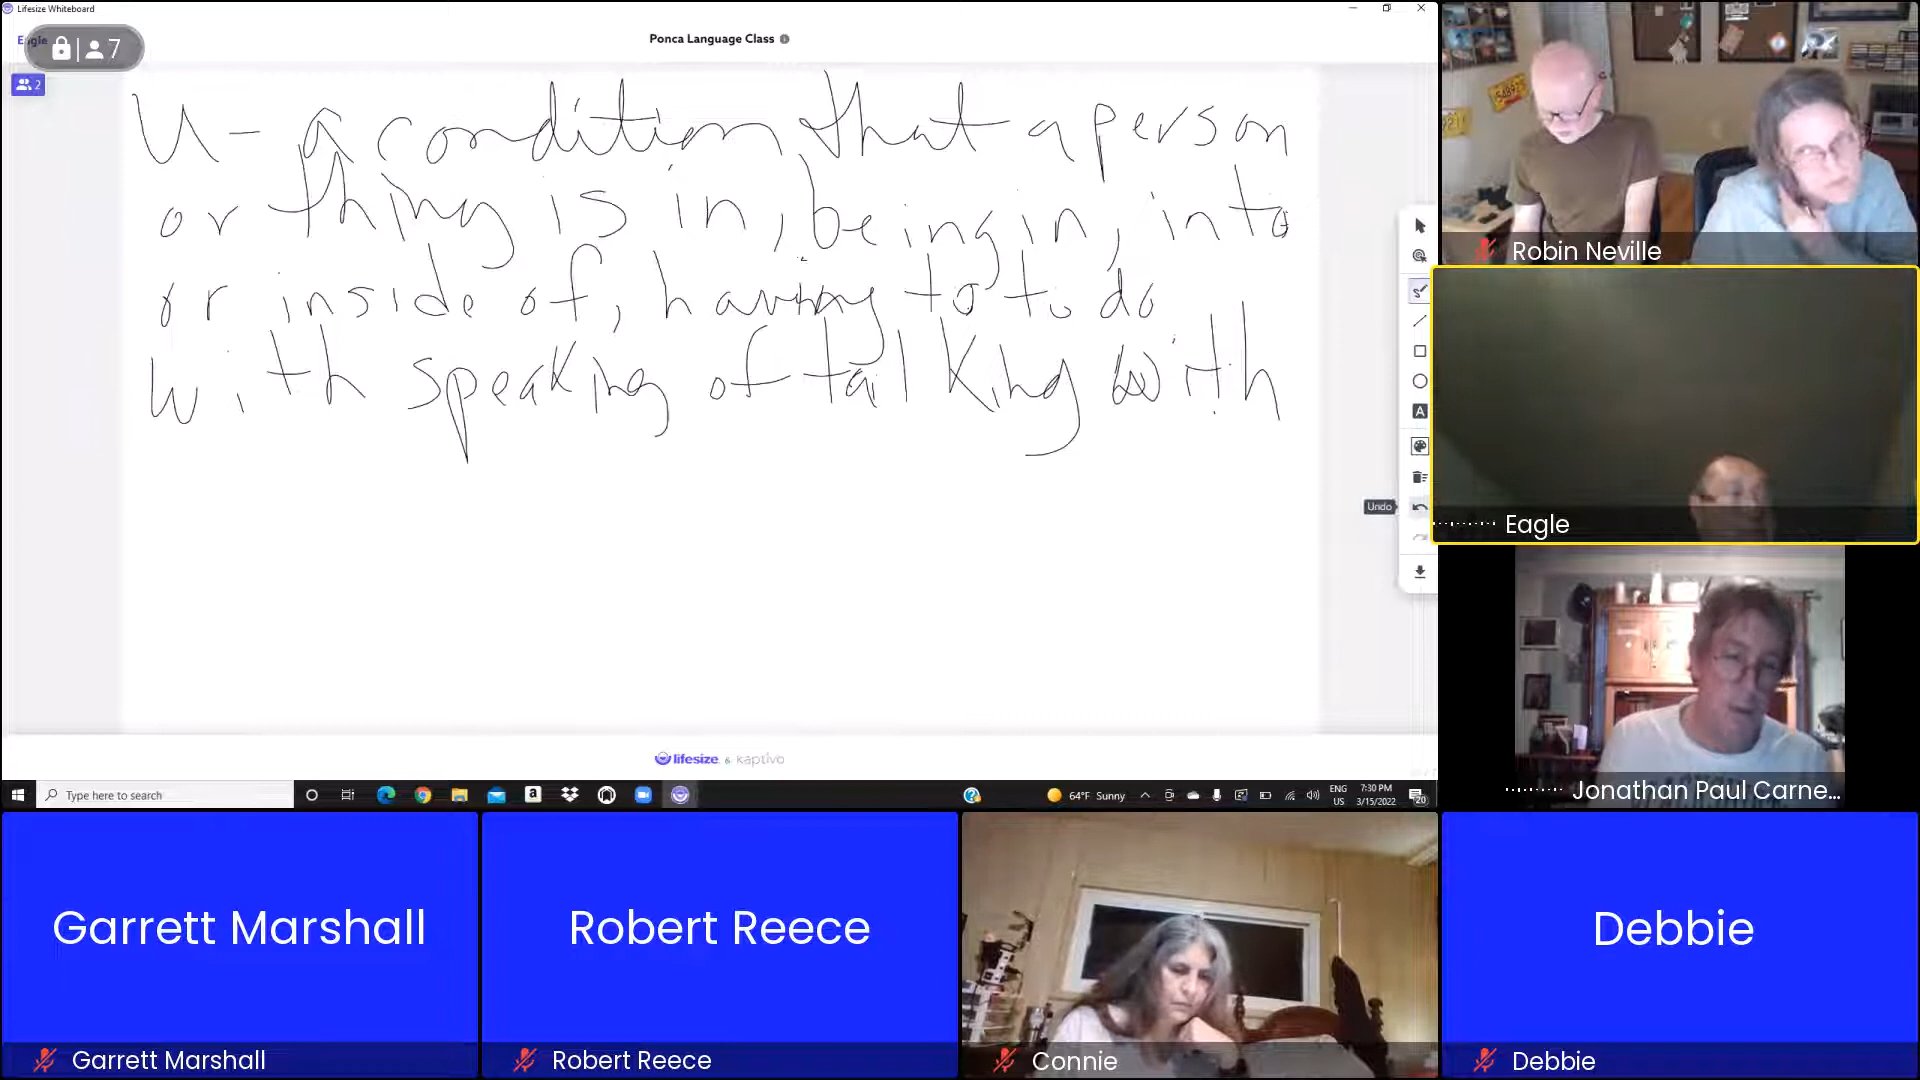 Lifesize Whiteboard
Eagle
7
Ponca Language Class
2
U - a condition that a person
or thing is in, being in, into
or inside of, having to to do
with speaking of talking with
Undo
A
lifesize & kaptivo
Type here to search
64°F Sunny
ENG
US
7:30 PM
3/15/2022
20
Robin Neville
Eagle
Jonathan Paul Carne...
Garrett Marshall
Garrett Marshall
Robert Reece
Robert Reece
Connie
Debbie
Debbie